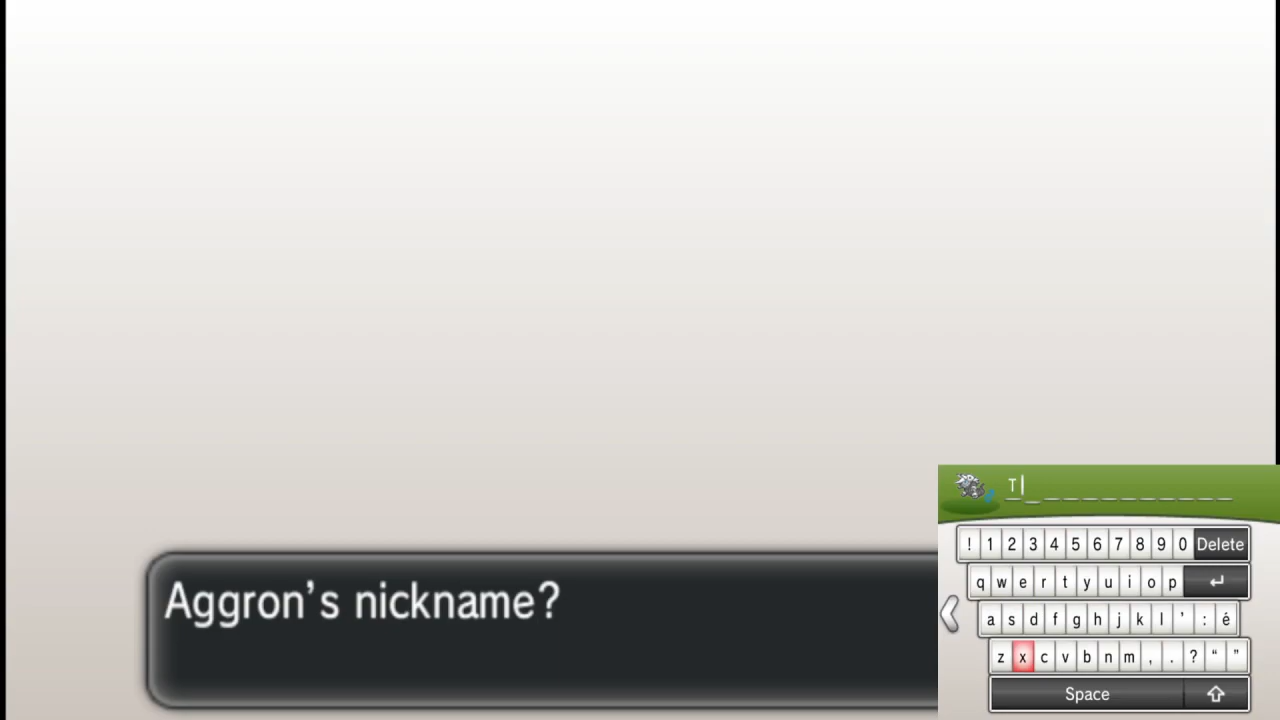 Aggron's nickname?
T
! 1 2 3 4 5 6 7 8 9 0 Delete
q w e r t y u i o p ↵
a s d f g h j k l ' : é
z x c v b n m , . ? “ ”
Space